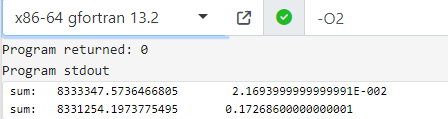 x86-64 gfortran 13.2 -O2
Program returned: 0
Program stdout
sum: 8333347.5736466805 2.1693999999999991E-002
sum: 8331254.1973775495 0.17268600000000001